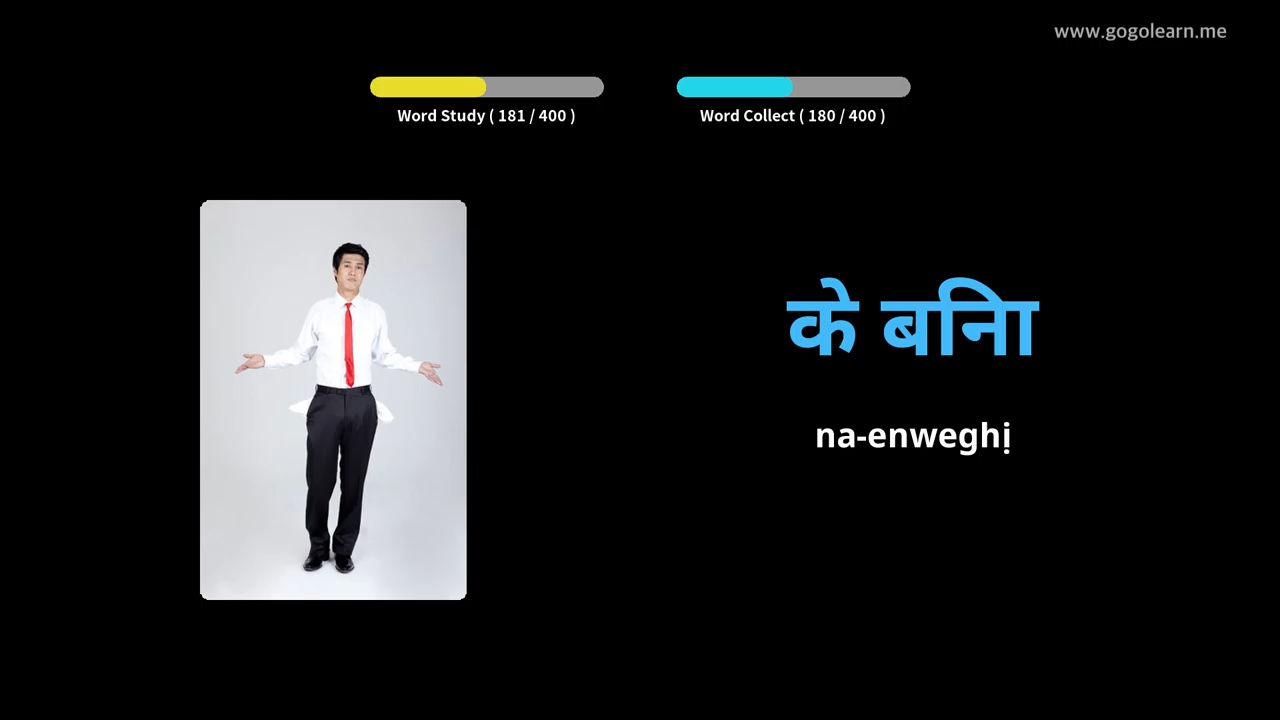 www.gogolearn.me
Word Study ( 181 / 400 )
Word Collect ( 180 / 400 )
के बिना
na-enweghị